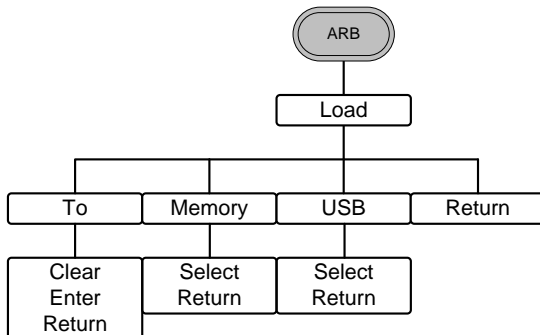 ARB
Load
To
Memory
USB
Return
Clear
Enter
Return
Select
Return
Select
Return